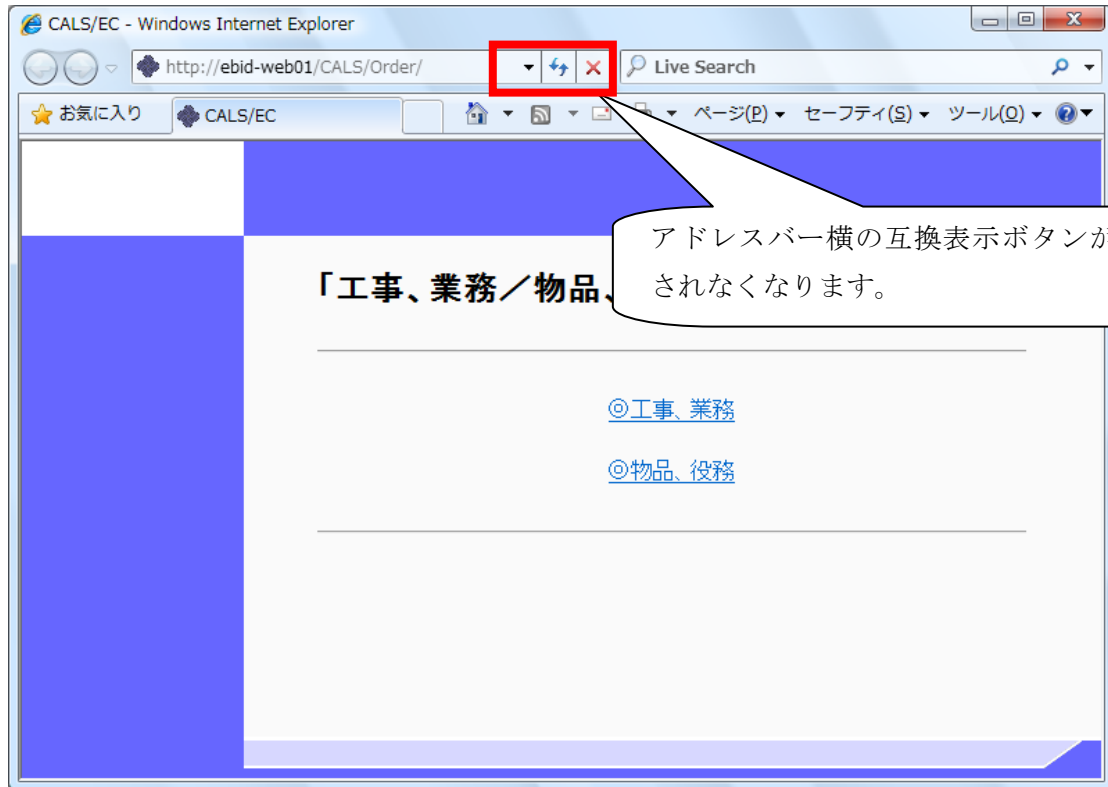 CALS/EC - Windows Internet Explorer
http://ebid-web01/CALS/Order/
Live Search
お気に入り
CALS/EC
ページ(P)
セーフティ(S)
ツール(O)
アドレスバー横の互換表示ボタンが
されなくなります。
「工事、業務／物品、
◎工事、業務
◎物品、役務